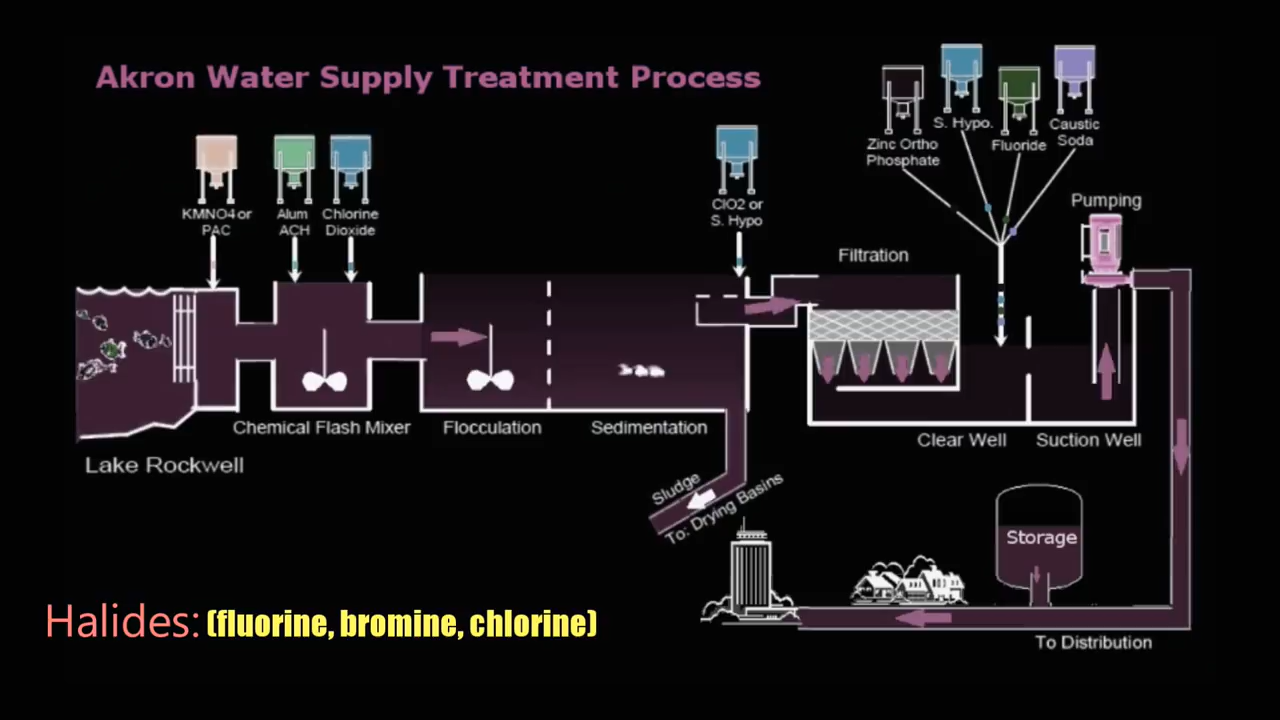 Akron Water Supply Treatment Process
KMNO4 or
PAC
Alum
ACH
Chlorine
Dioxide
ClO2 or
S. Hypo
Zinc Ortho
Phosphate
S. Hypo.
Fluoride
Caustic
Soda
Pumping
Filtration
Chemical Flash Mixer
Flocculation
Sedimentation
Clear Well
Suction Well
Lake Rockwell
Sludge
To: Drying Basins
Storage
Halides: (fluorine, bromine, chlorine)
To Distribution